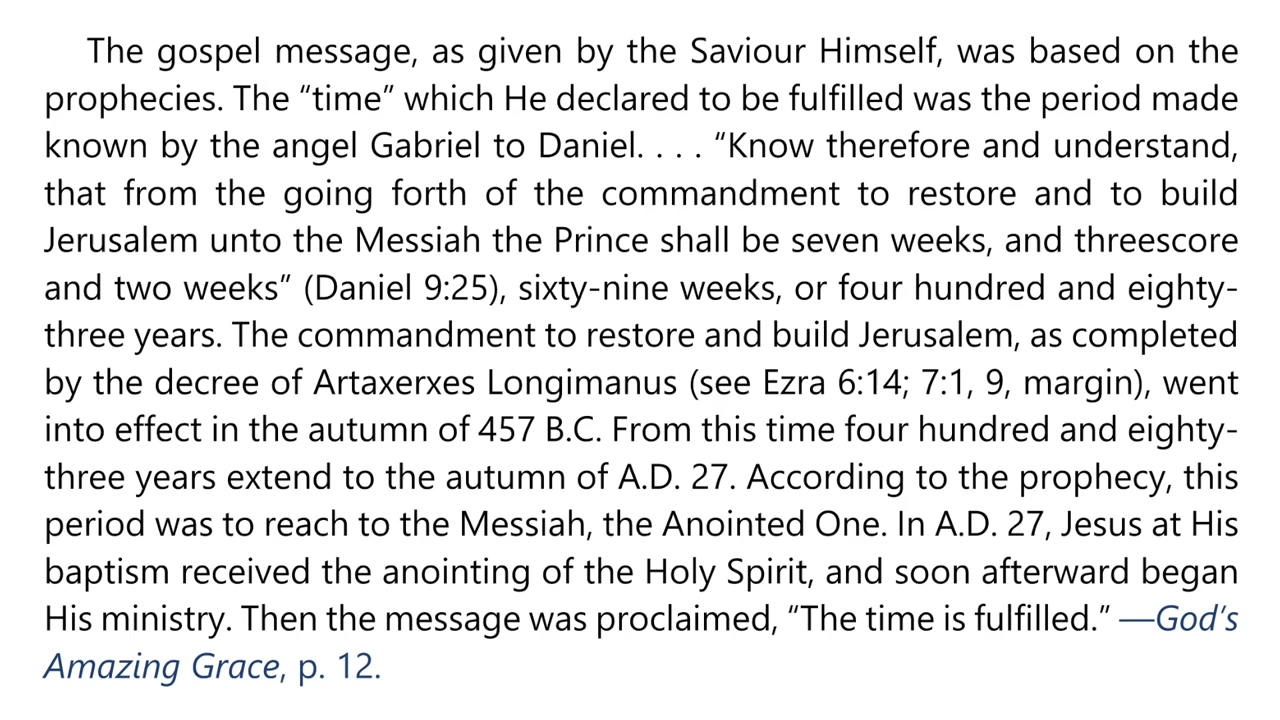 The gospel message, as given by the Saviour Himself, was based on the
prophecies. The “time” which He declared to be fulfilled was the period made
known by the angel Gabriel to Daniel. . . . “Know therefore and understand,
that from the going forth of the commandment to restore and to build
Jerusalem unto the Messiah the Prince shall be seven weeks, and threescore
and two weeks” (Daniel 9:25), sixty-nine weeks, or four hundred and eighty-
three years. The commandment to restore and build Jerusalem, as completed
by the decree of Artaxerxes Longimanus (see Ezra 6:14; 7:1, 9, margin), went
into effect in the autumn of 457 B.C. From this time four hundred and eighty-
three years extend to the autumn of A.D. 27. According to the prophecy, this
period was to reach to the Messiah, the Anointed One. In A.D. 27, Jesus at His
baptism received the anointing of the Holy Spirit, and soon afterward began
His ministry. Then the message was proclaimed, “The time is fulfilled.” —God’s
Amazing Grace, p. 12.